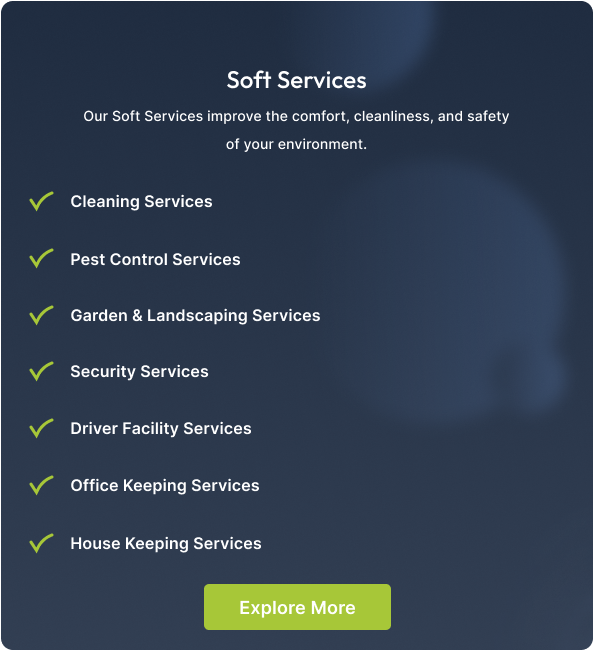 Soft Services
Our Soft Services improve the comfort, cleanliness, and safety
of your environment.
Cleaning Services
Pest Control Services
Garden & Landscaping Services
Security Services
Driver Facility Services
Office Keeping Services
House Keeping Services
Explore More